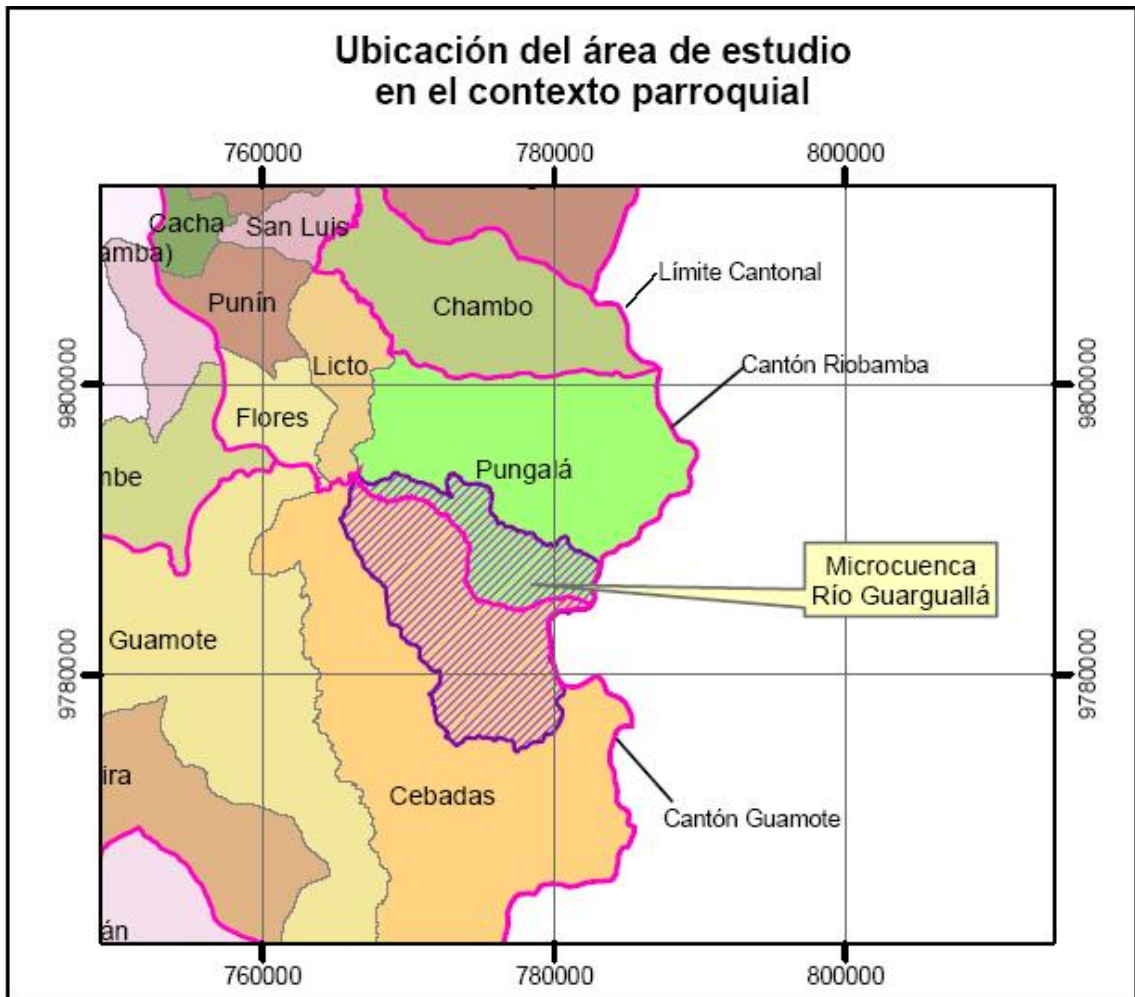 Ubicación del área de estudio
en el contexto parroquial
760000
780000
800000
Cacha
San Luis
amba)
Límite Cantonal
Punín
Chambo
Licto
Cantón Riobamba
9800000
9800000
Flores
Pungalá
mbe
Microcuenca
Río Guarguallá
Guamote
9780000
9780000
ira
Cebadas
Cantón Guamote
án
760000
780000
800000